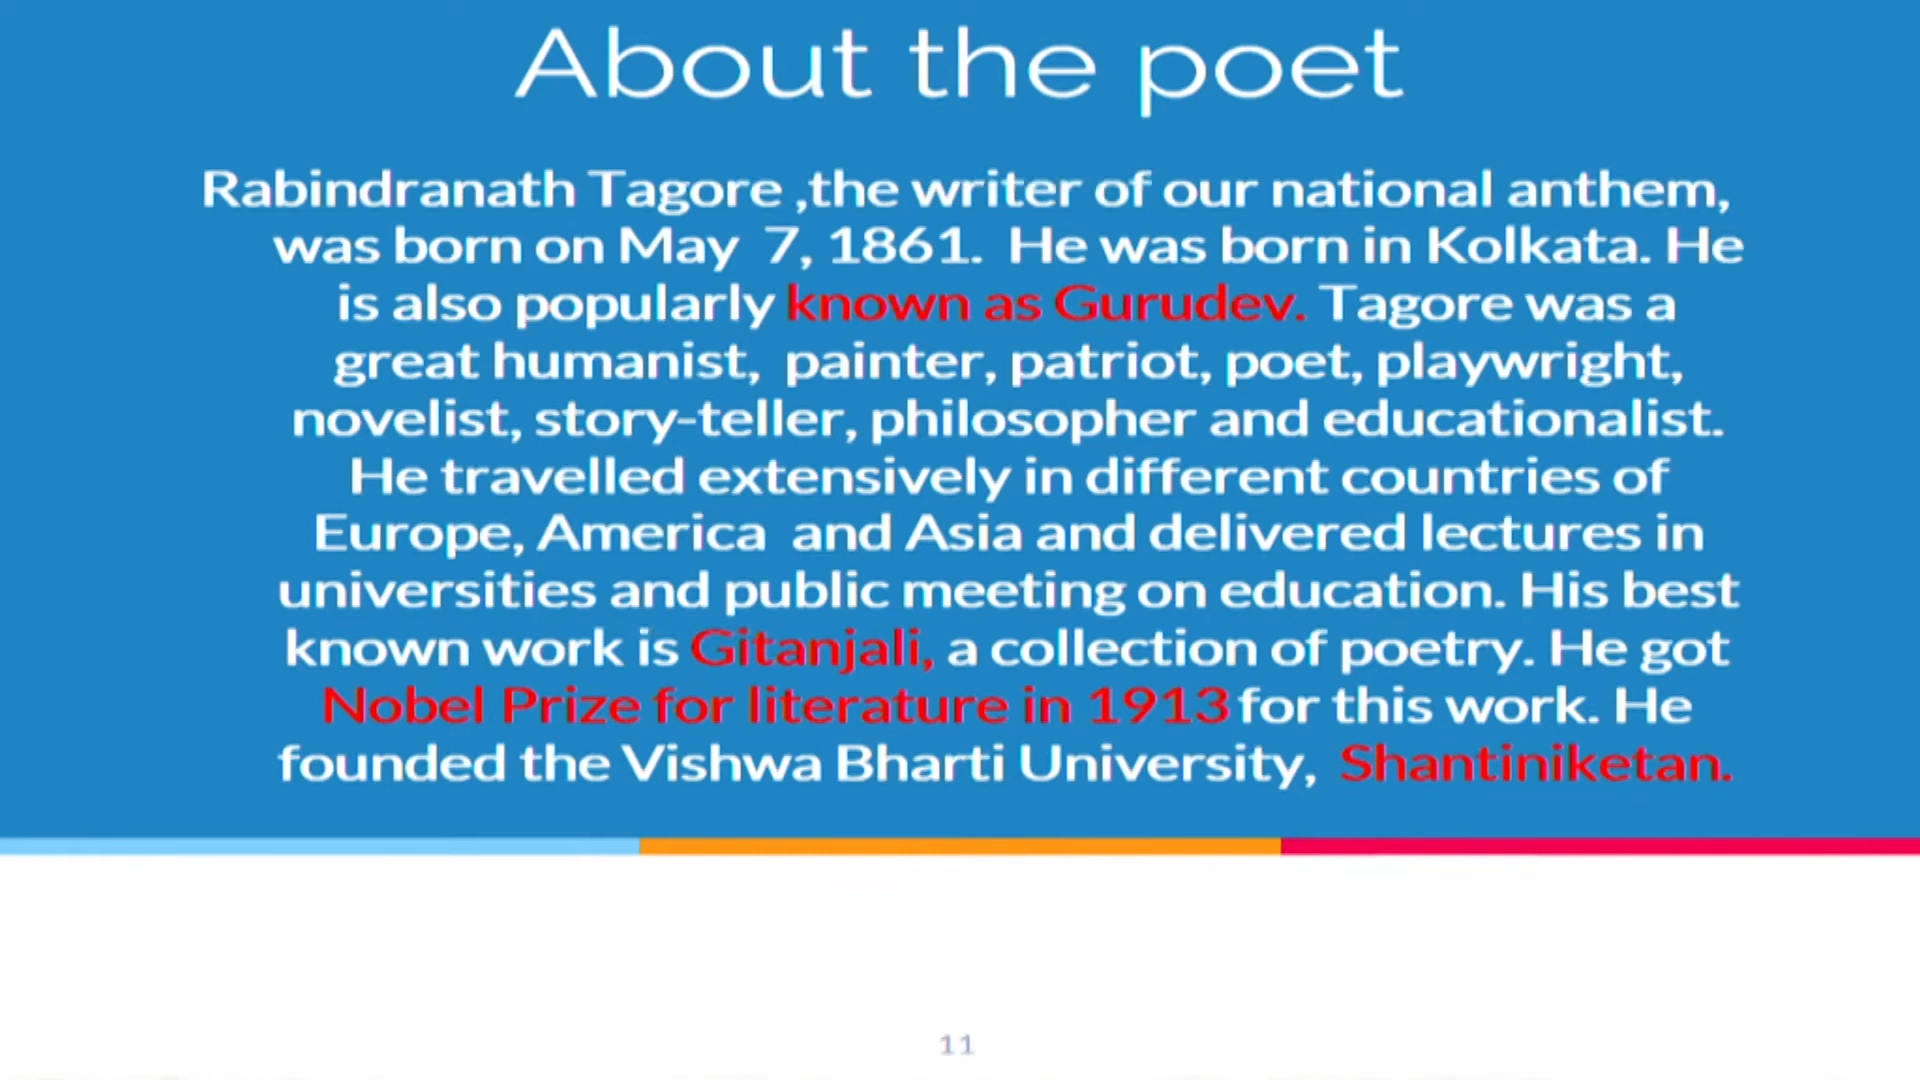 About the poet
Rabindranath Tagore ,the writer of our national anthem,
was born on May 7, 1861. He was born in Kolkata. He
is also popularly known as Gurudev. Tagore was a
great humanist, painter, patriot, poet, playwright,
novelist, story-teller, philosopher and educationalist.
He travelled extensively in different countries of
Europe, America and Asia and delivered lectures in
universities and public meeting on education. His best
known work is Gitanjali, a collection of poetry. He got
Nobel Prize for literature in 1913 for this work. He
founded the Vishwa Bharti University, Shantiniketan.
11